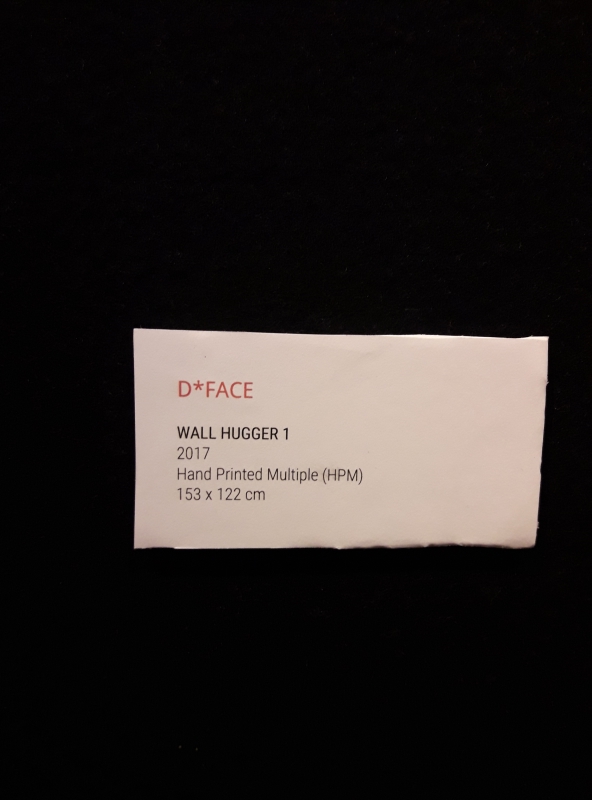 D*FACE
WALL HUGGER 1
2017
Hand Printed Multiple (HPM)
153 x 122 cm